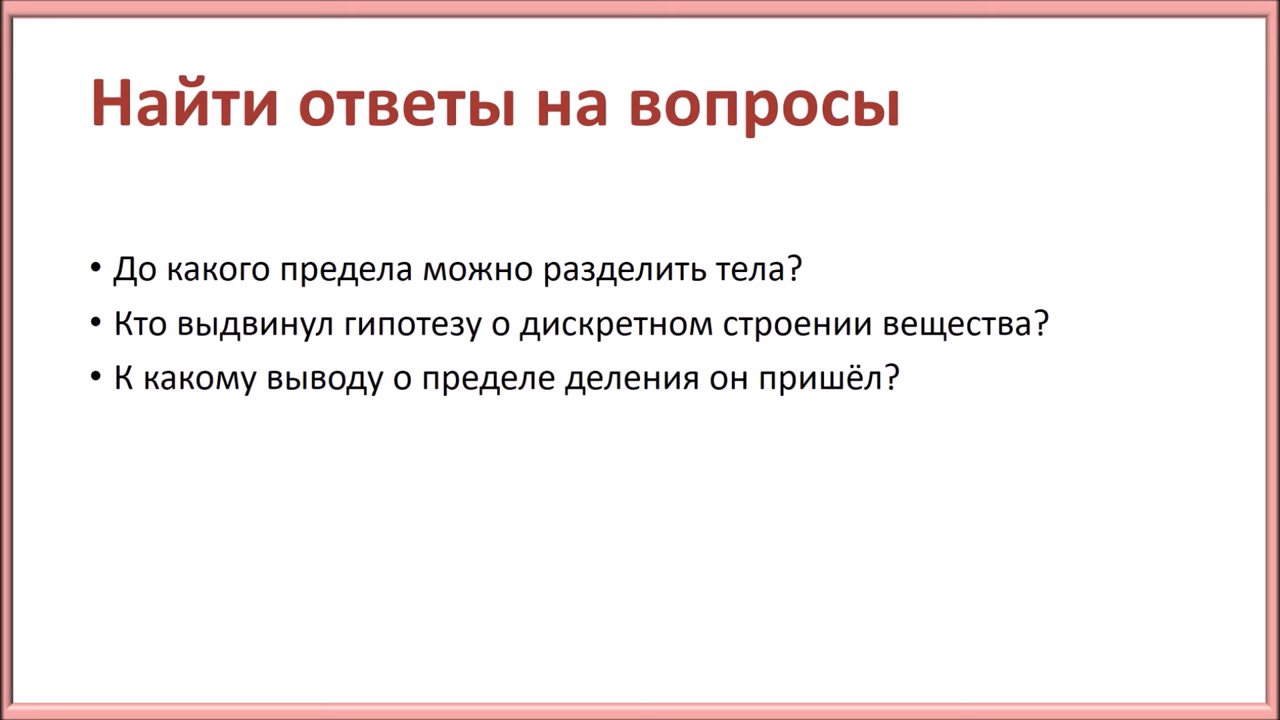 Найти ответы на вопросы
• До какого предела можно разделить тела?
• Кто выдвинул гипотезу о дискретном строении вещества?
• К какому выводу о пределе деления он пришёл?